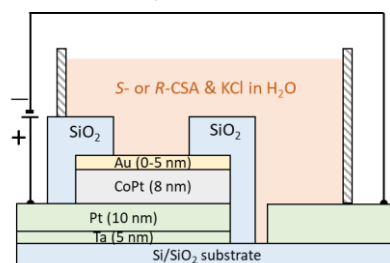 S- or R-CSA & KCl in H₂O
−
+
SiO₂ SiO₂
Au (0-5 nm)
CoPt (8 nm)
Pt (10 nm)
Ta (5 nm)
Si/SiO₂ substrate